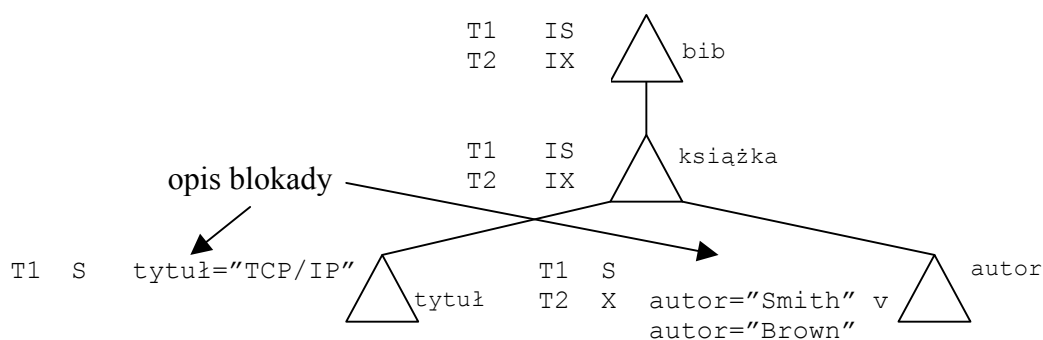 T1 IS
T2 IX
bib
T1 IS
T2 IX
książka
opis blokady
T1 S tytuł=”TCP/IP”
tytuł
T1 S
T2 X autor=”Smith” v
autor=”Brown”
autor